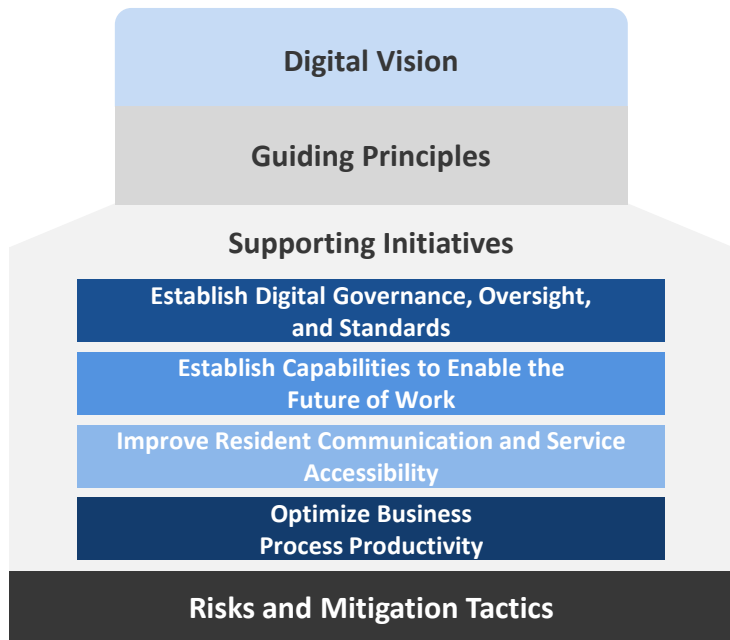 Digital Vision
Guiding Principles
Supporting Initiatives
Establish Digital Governance, Oversight,
and Standards
Establish Capabilities to Enable the
Future of Work
Improve Resident Communication and Service
Accessibility
Optimize Business
Process Productivity
Risks and Mitigation Tactics